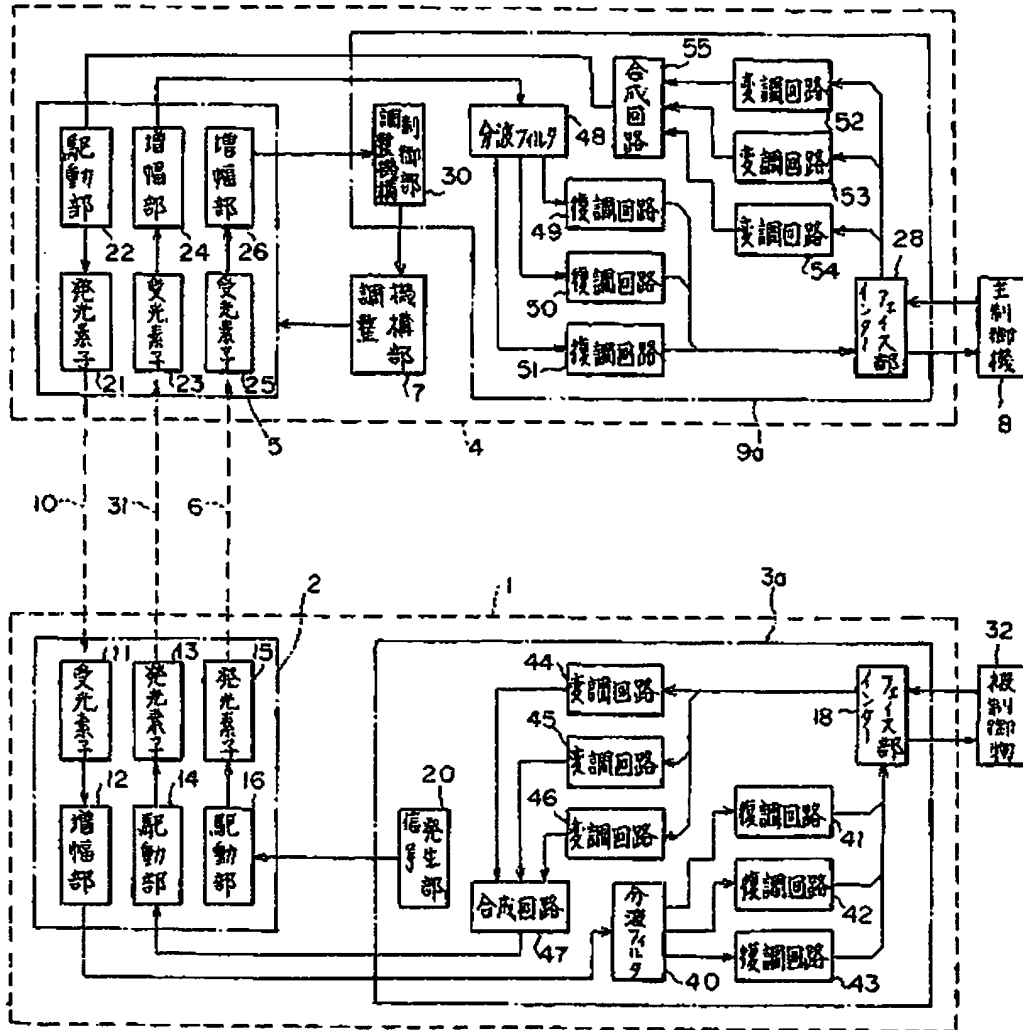 55
合成回路
変調回路
52
分波フィルタ
48
変調回路
53
駆動部
22
増幅部
24
増幅部
26
調整機構
制御部
30
復調回路
49
変調回路
54
28
発光素子
21
受光素子
23
受光素子
25
調整
機構部
7
復調回路
50
復調回路
51
インター
フェイス部
主制御機
8
5
4
9a
10
31
6
1
2
3a
32
11
受光素子
13
発光素子
15
発光素子
44
変調回路
18
インター
フェイス部
被制御物
45
変調回路
12
増幅部
14
駆動部
16
駆動部
20
信号
発生部
46
変調回路
復調回路
41
合成回路
47
分波フィルタ
40
復調回路
42
復調回路
43